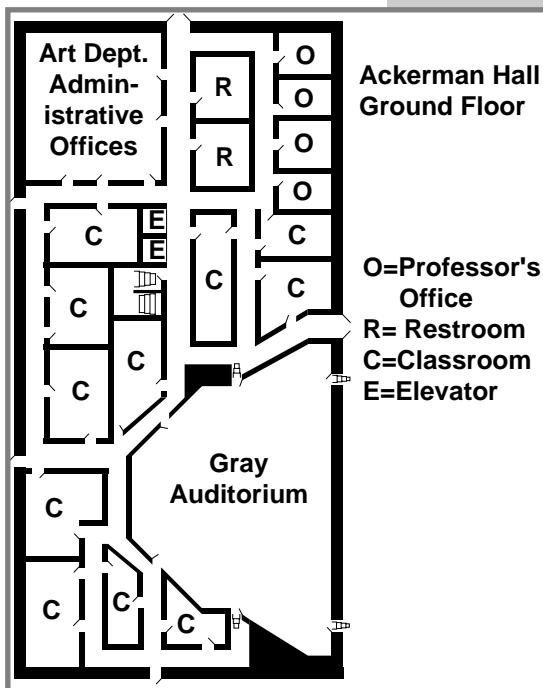 Art Dept.
Admin-
istrative
Offices
O
R
O
O
R
O
E
C
E
C
C
C
C
C
C
C
Gray
Auditorium
C
C
C
C
Ackerman Hall
Ground Floor
O=Professor's
Office
R= Restroom
C=Classroom
E=Elevator